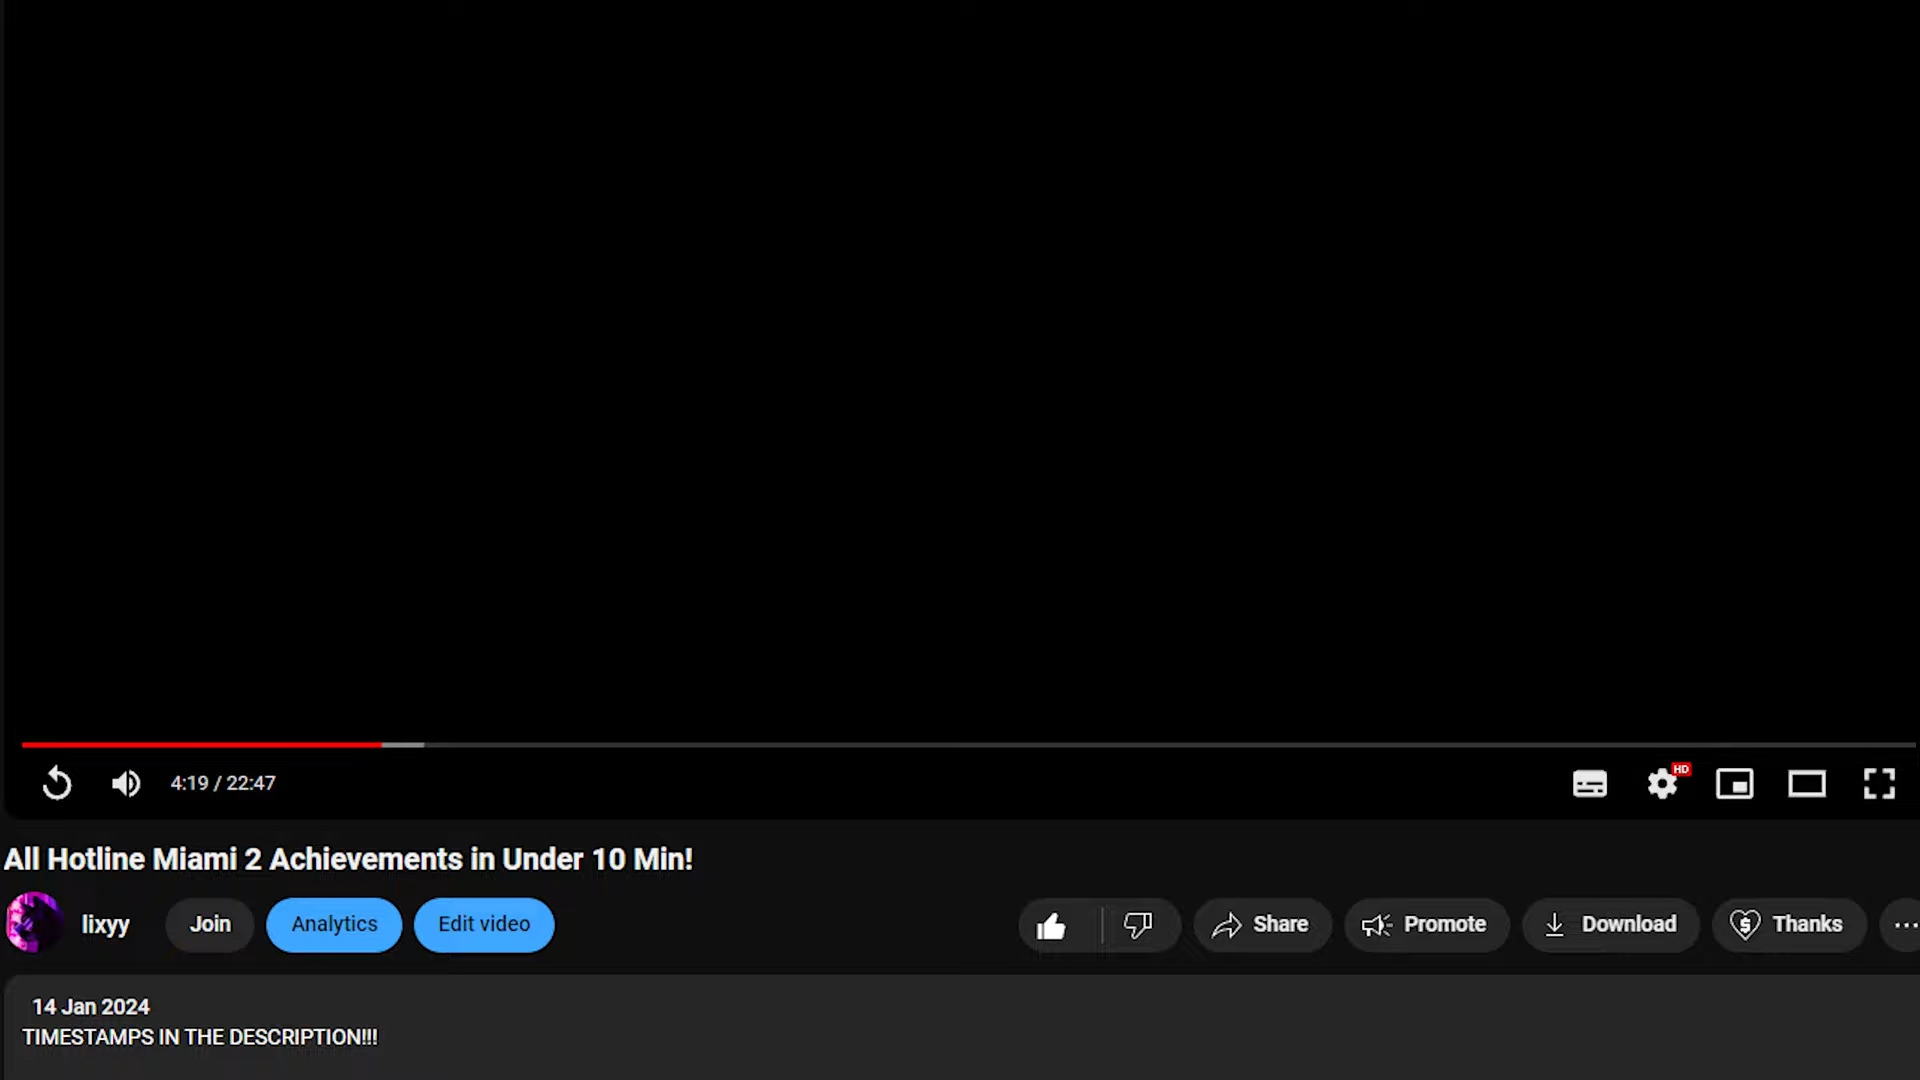 4:19 / 22:47
HD
All Hotline Miami 2 Achievements in Under 10 Min!
lixyy
Join
Analytics
Edit video
Share
Promote
Download
Thanks
14 Jan 2024
TIMESTAMPS IN THE DESCRIPTION!!!